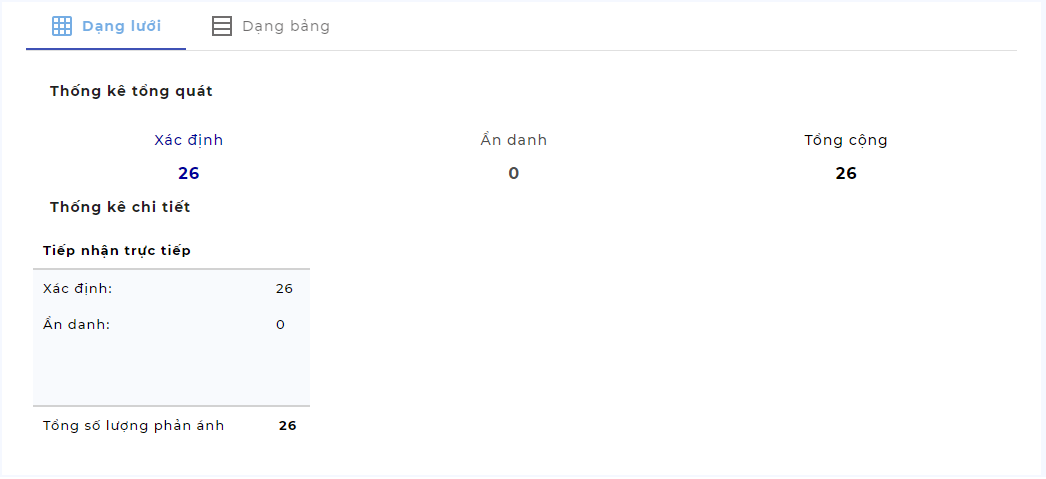 Dạng lưới Dạng bảng
Thống kê tổng quát
Xác định Ẩn danh Tổng cộng
26 0 26
Thống kê chi tiết
Tiếp nhận trực tiếp
Xác định: 26
Ẩn danh: 0
Tổng số lượng phản ánh 26